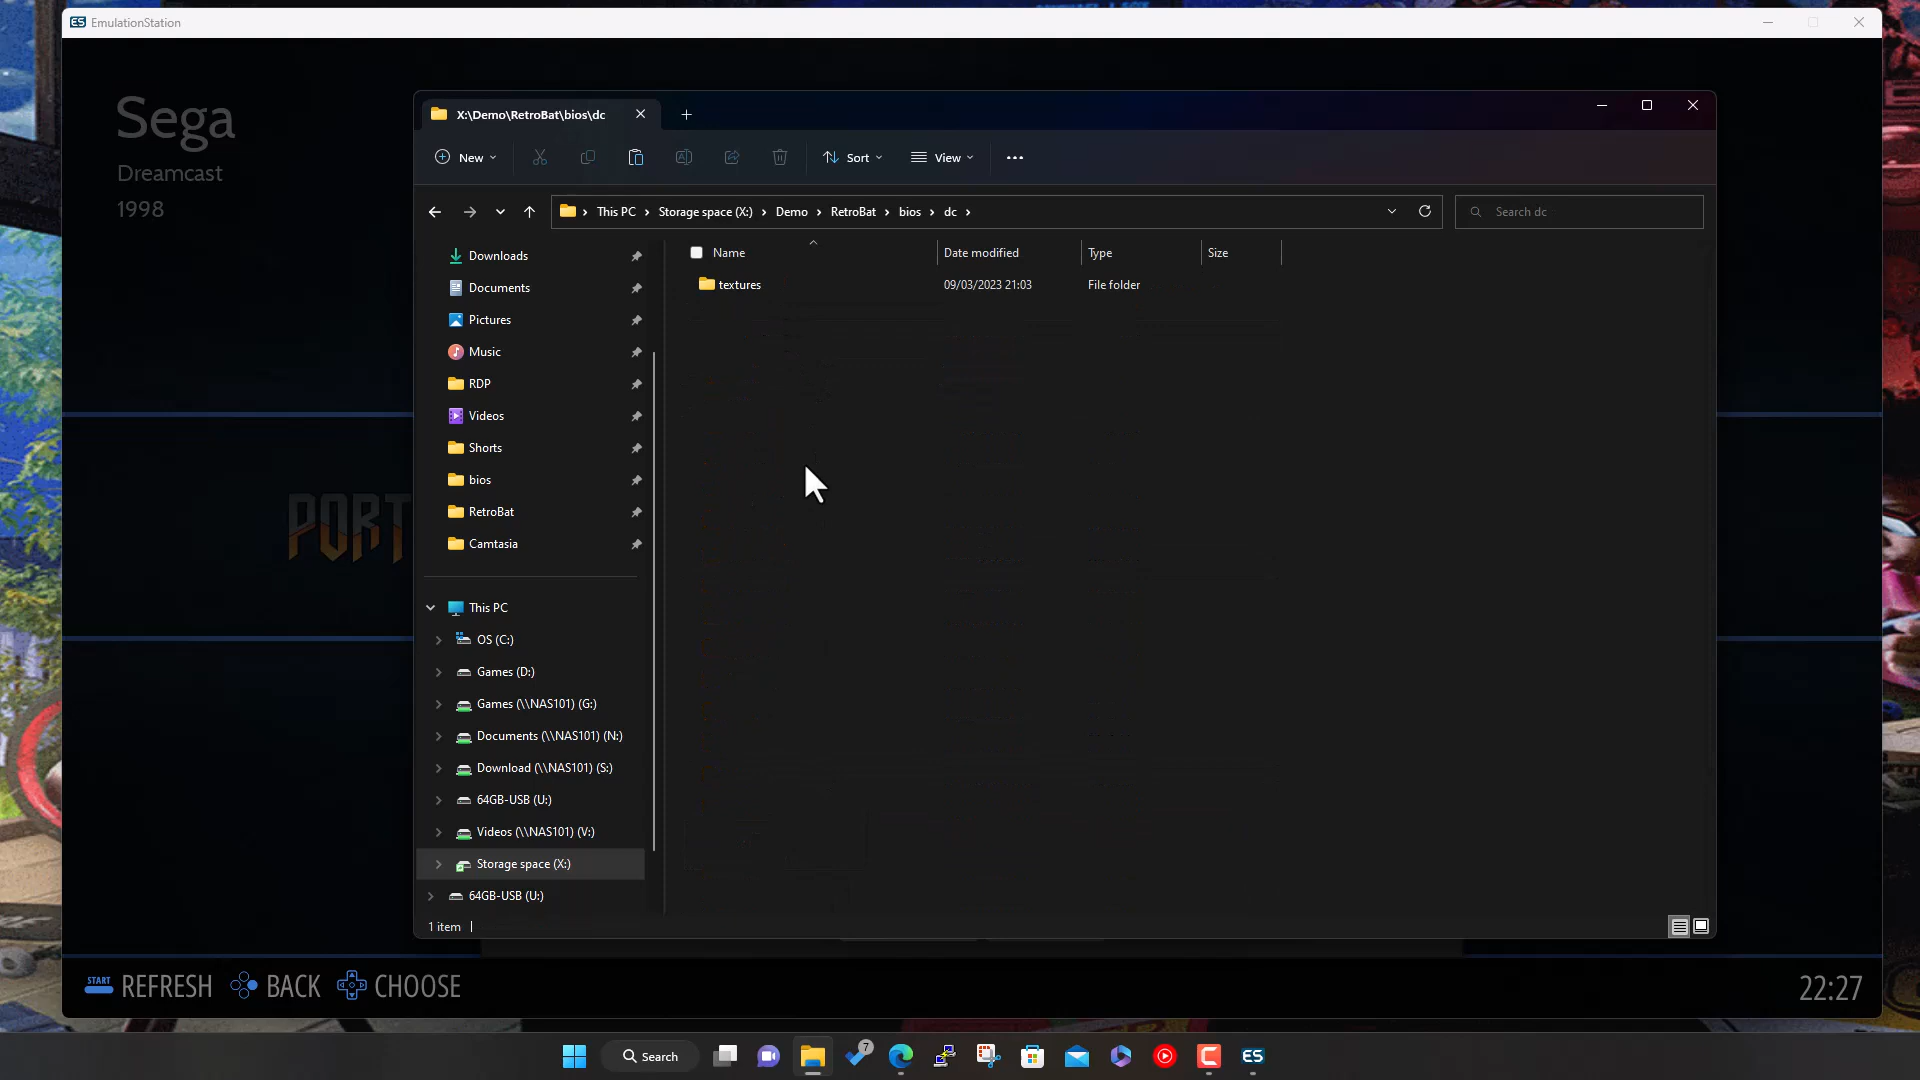 ES EmulationStation
Sega
Dreamcast
1998
X:\Demo\RetroBat\bios\dc
New
Sort
View
This PC > Storage space (X:) > Demo > RetroBat > bios > dc >
Search dc
Downloads
Documents
Pictures
Music
RDP
Videos
Shorts
bios
RetroBat
Camtasia
This PC
OS (C:)
Games (D:)
Games (\\NAS101) (G:)
Documents (\\NAS101) (N:)
Download (\\NAS101) (S:)
64GB-USB (U:)
Videos (\\NAS101) (V:)
Storage space (X:)
64GB-USB (U:)
Name Date modified Type Size
textures 09/03/2023 21:03 File folder
1 item
PORT
START REFRESH BACK CHOOSE
22:27
Search
7
ES